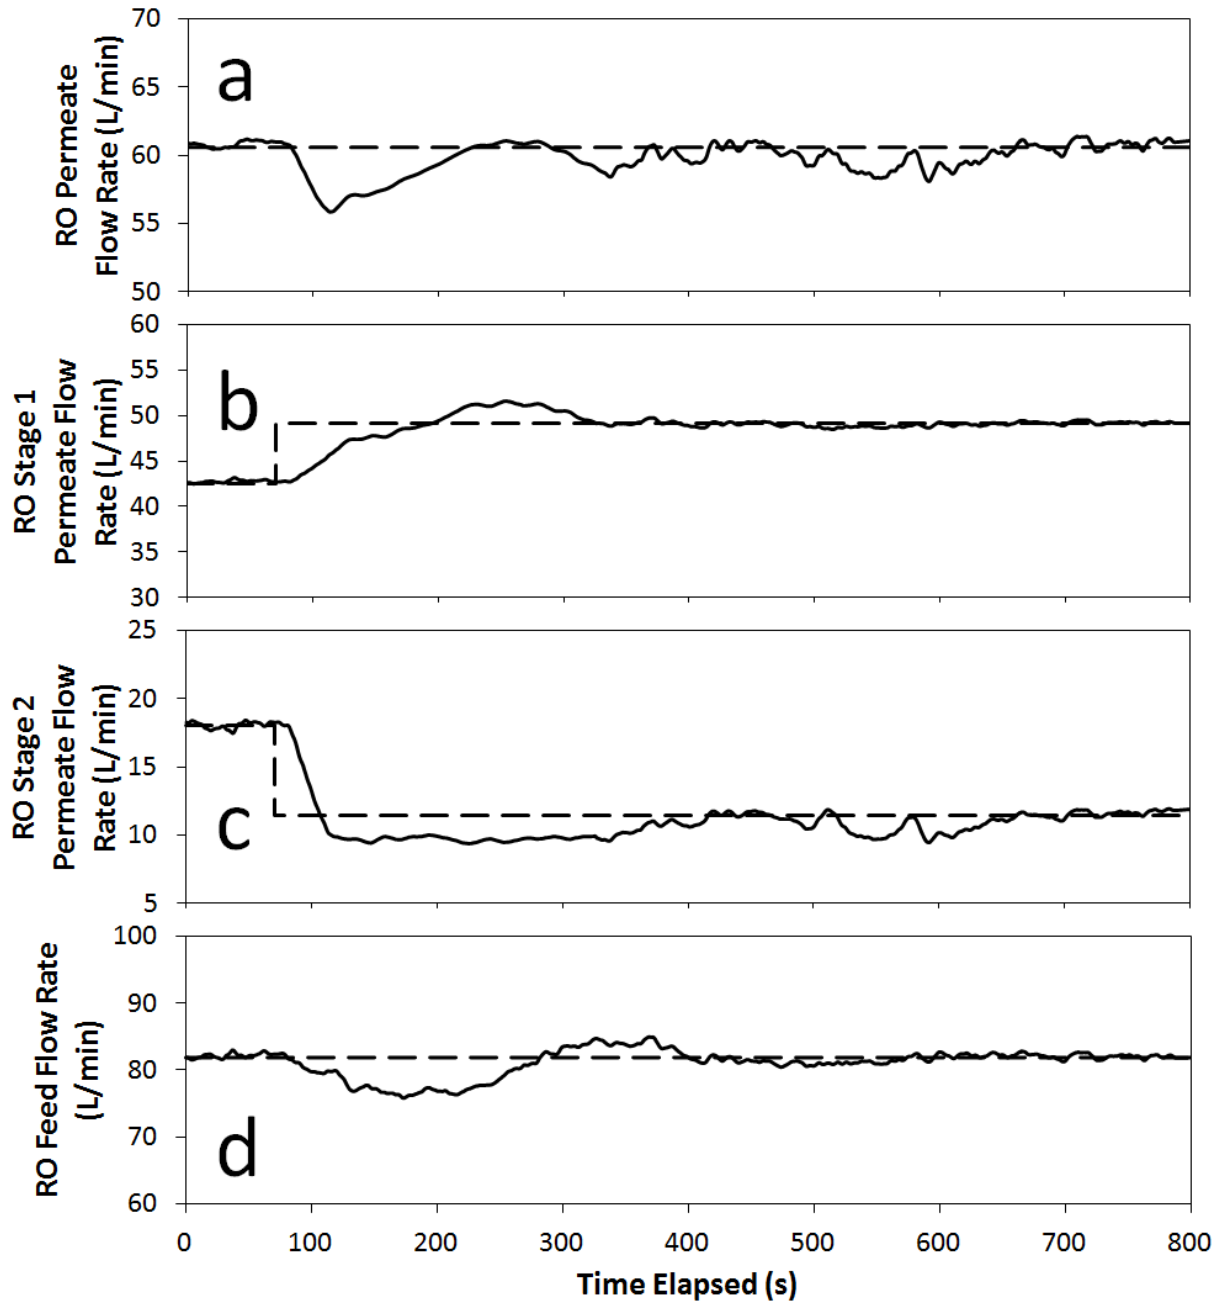 RO Permeate
Flow Rate (L/min)
70
65
60
55
50
a
RO Stage 1
Permeate Flow
Rate (L/min)
60
55
50
45
40
35
30
b
RO Stage 2
Permeate Flow
Rate (L/min)
25
20
15
10
5
c
RO Feed Flow Rate
(L/min)
100
90
80
70
60
d
0 100 200 300 400 500 600 700 800
Time Elapsed (s)